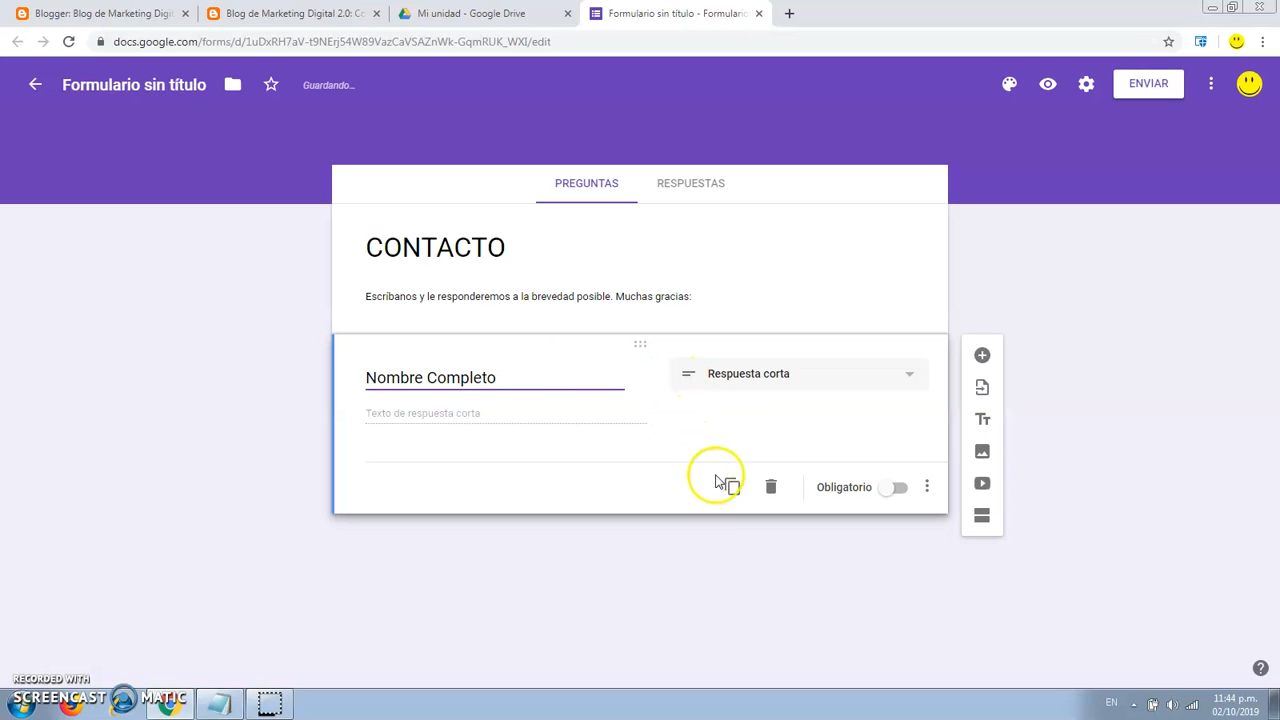 Blogger: Blog de Marketing Digit
Blog de Marketing Digital 2.0: Co
Mi unidad - Google Drive
Formulario sin título - Formulario
docs.google.com/forms/d/1uDxRH7aV-t9NErj54W89VazCaVSAZnWk-GqmRUK_WXI/edit
Formulario sin título
Guardando...
ENVIAR
PREGUNTAS
RESPUESTAS
CONTACTO
Escríbanos y le responderemos a la brevedad posible. Muchas gracias:
Nombre Completo
Respuesta corta
Texto de respuesta corta
Tт
Obligatorio
RECORDED WITH
SCREENCAST MATIC
EN
11:44 p.m.
02/10/2019